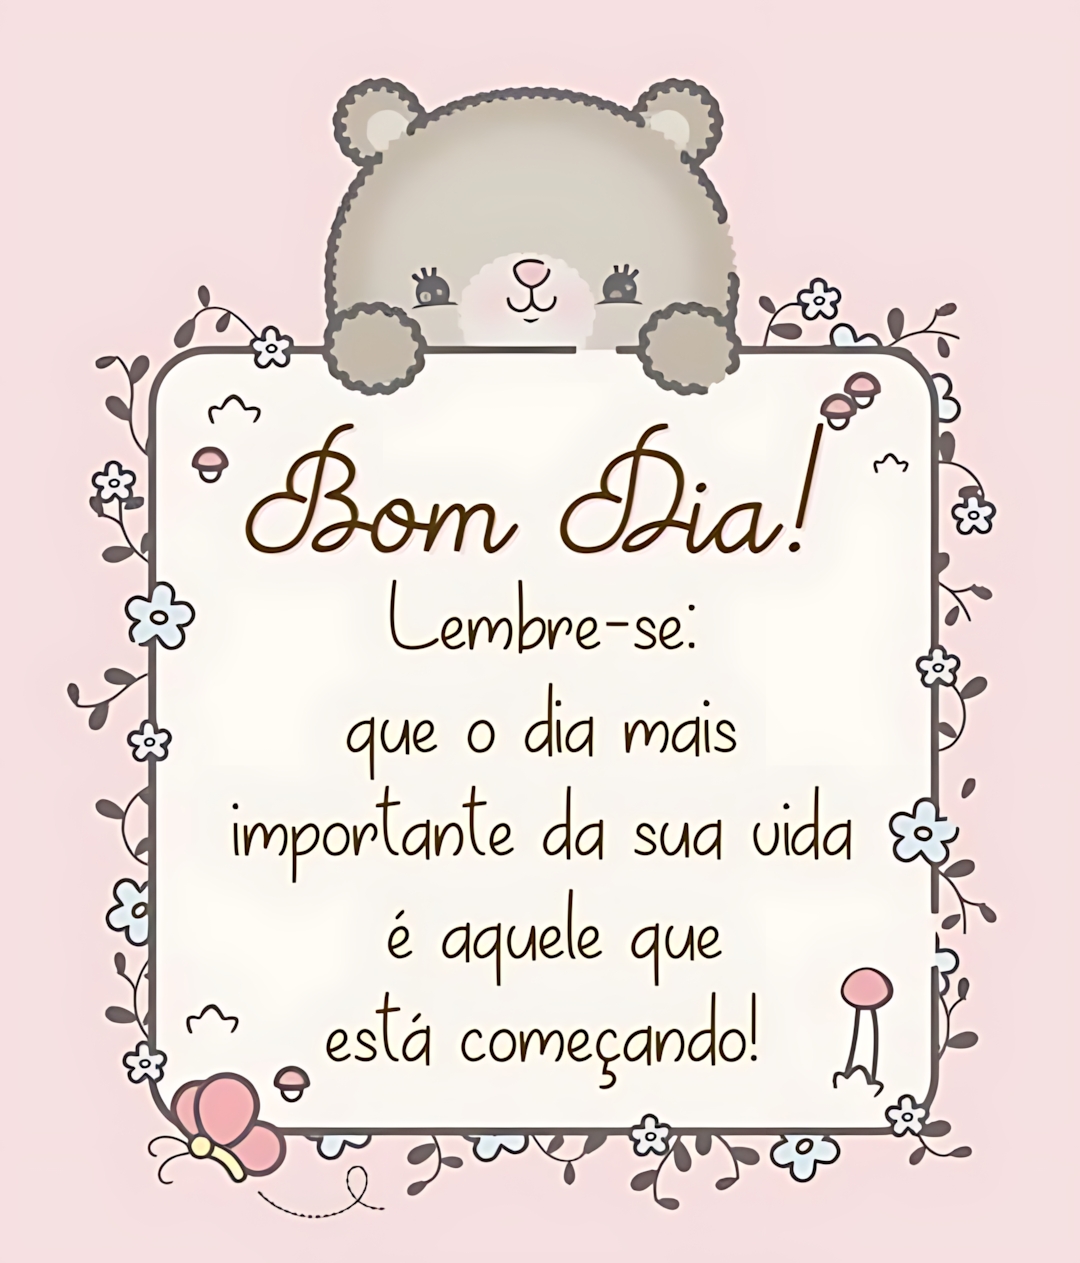 Bom Dia!
Lembre-se:
que o dia mais
importante da sua vida
é aquele que
está começando!